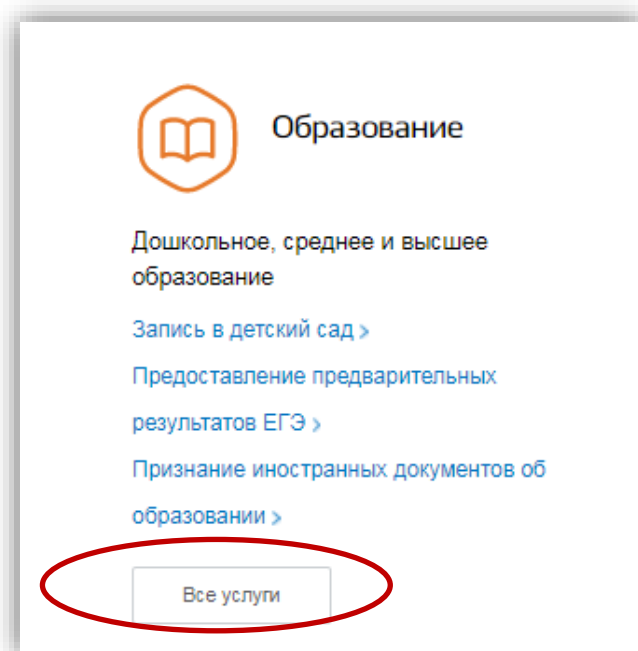 Образование
Дошкольное, среднее и высшее
образование
Запись в детский сад >
Предоставление предварительных
результатов ЕГЭ >
Признание иностранных документов об
образовании >
Все услуги